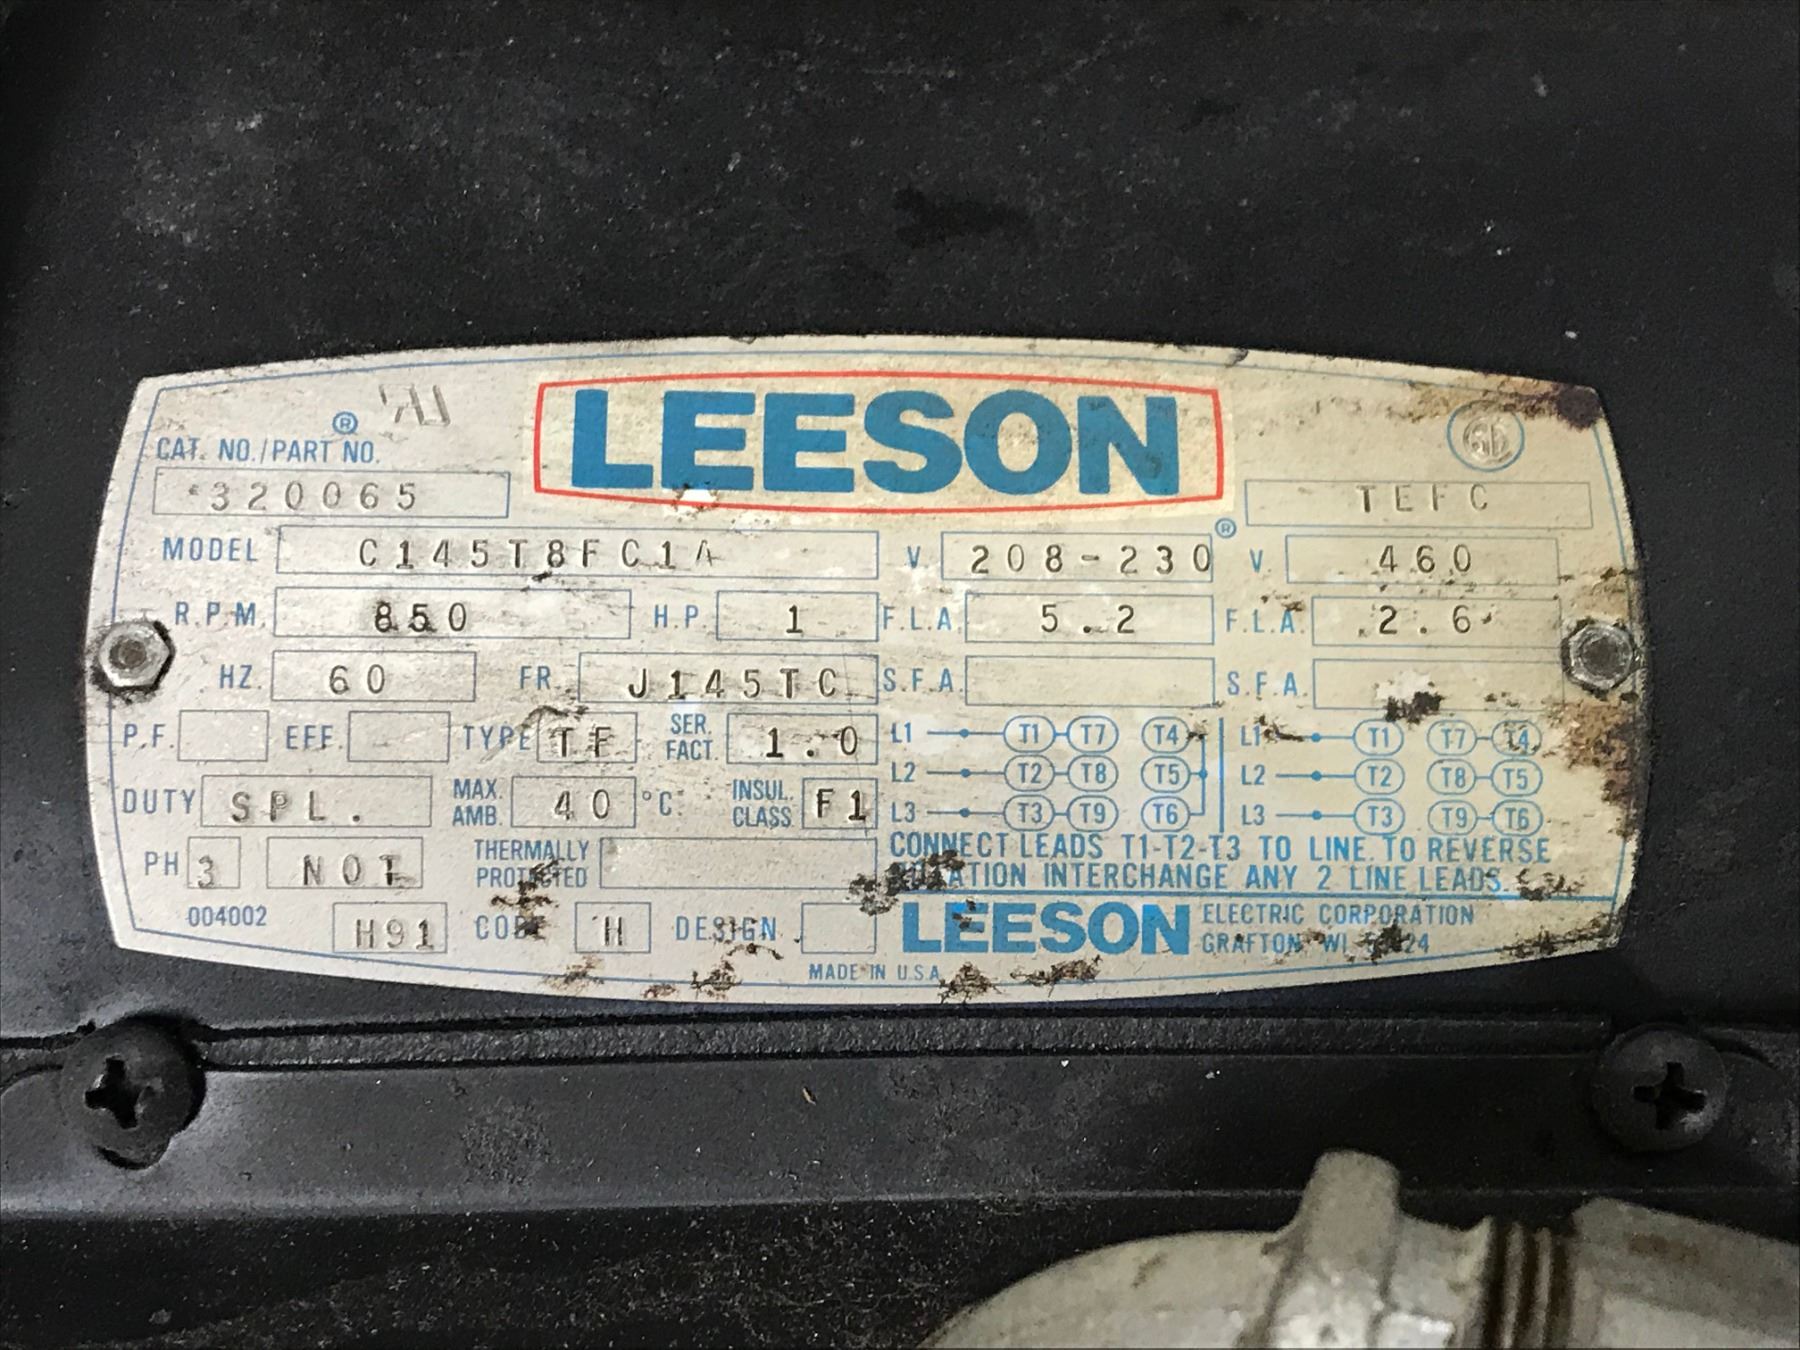 LEESON
®
CAT. NO./PART NO.
320065
TEFC
®
MODEL C145T8FC1A V 208-230 V. 460
R.P.M. 850 H.P. 1 F.L.A. 5.2 F.L.A. 2.6
HZ. 60 FR. J145TC S.F.A. S.F.A.
P.F. EFF. TYPE TF SER. FACT. 1.0
DUTY SPL. MAX. AMB. 40 °C. INSUL. CLASS F1
PH 3 NOT THERMALLY PROTECTED
004002 H91 CODE H DESIGN
L1 T1 T7 T4 L1 T1 T7 T4
L2 T2 T8 T5 L2 T2 T8 T5
L3 T3 T9 T6 L3 T3 T9 T6
CONNECT LEADS T1-T2-T3 TO LINE. TO REVERSE
ROTATION INTERCHANGE ANY 2 LINE LEADS.
LEESON ELECTRIC CORPORATION
GRAFTON, WI
MADE IN U.S.A.